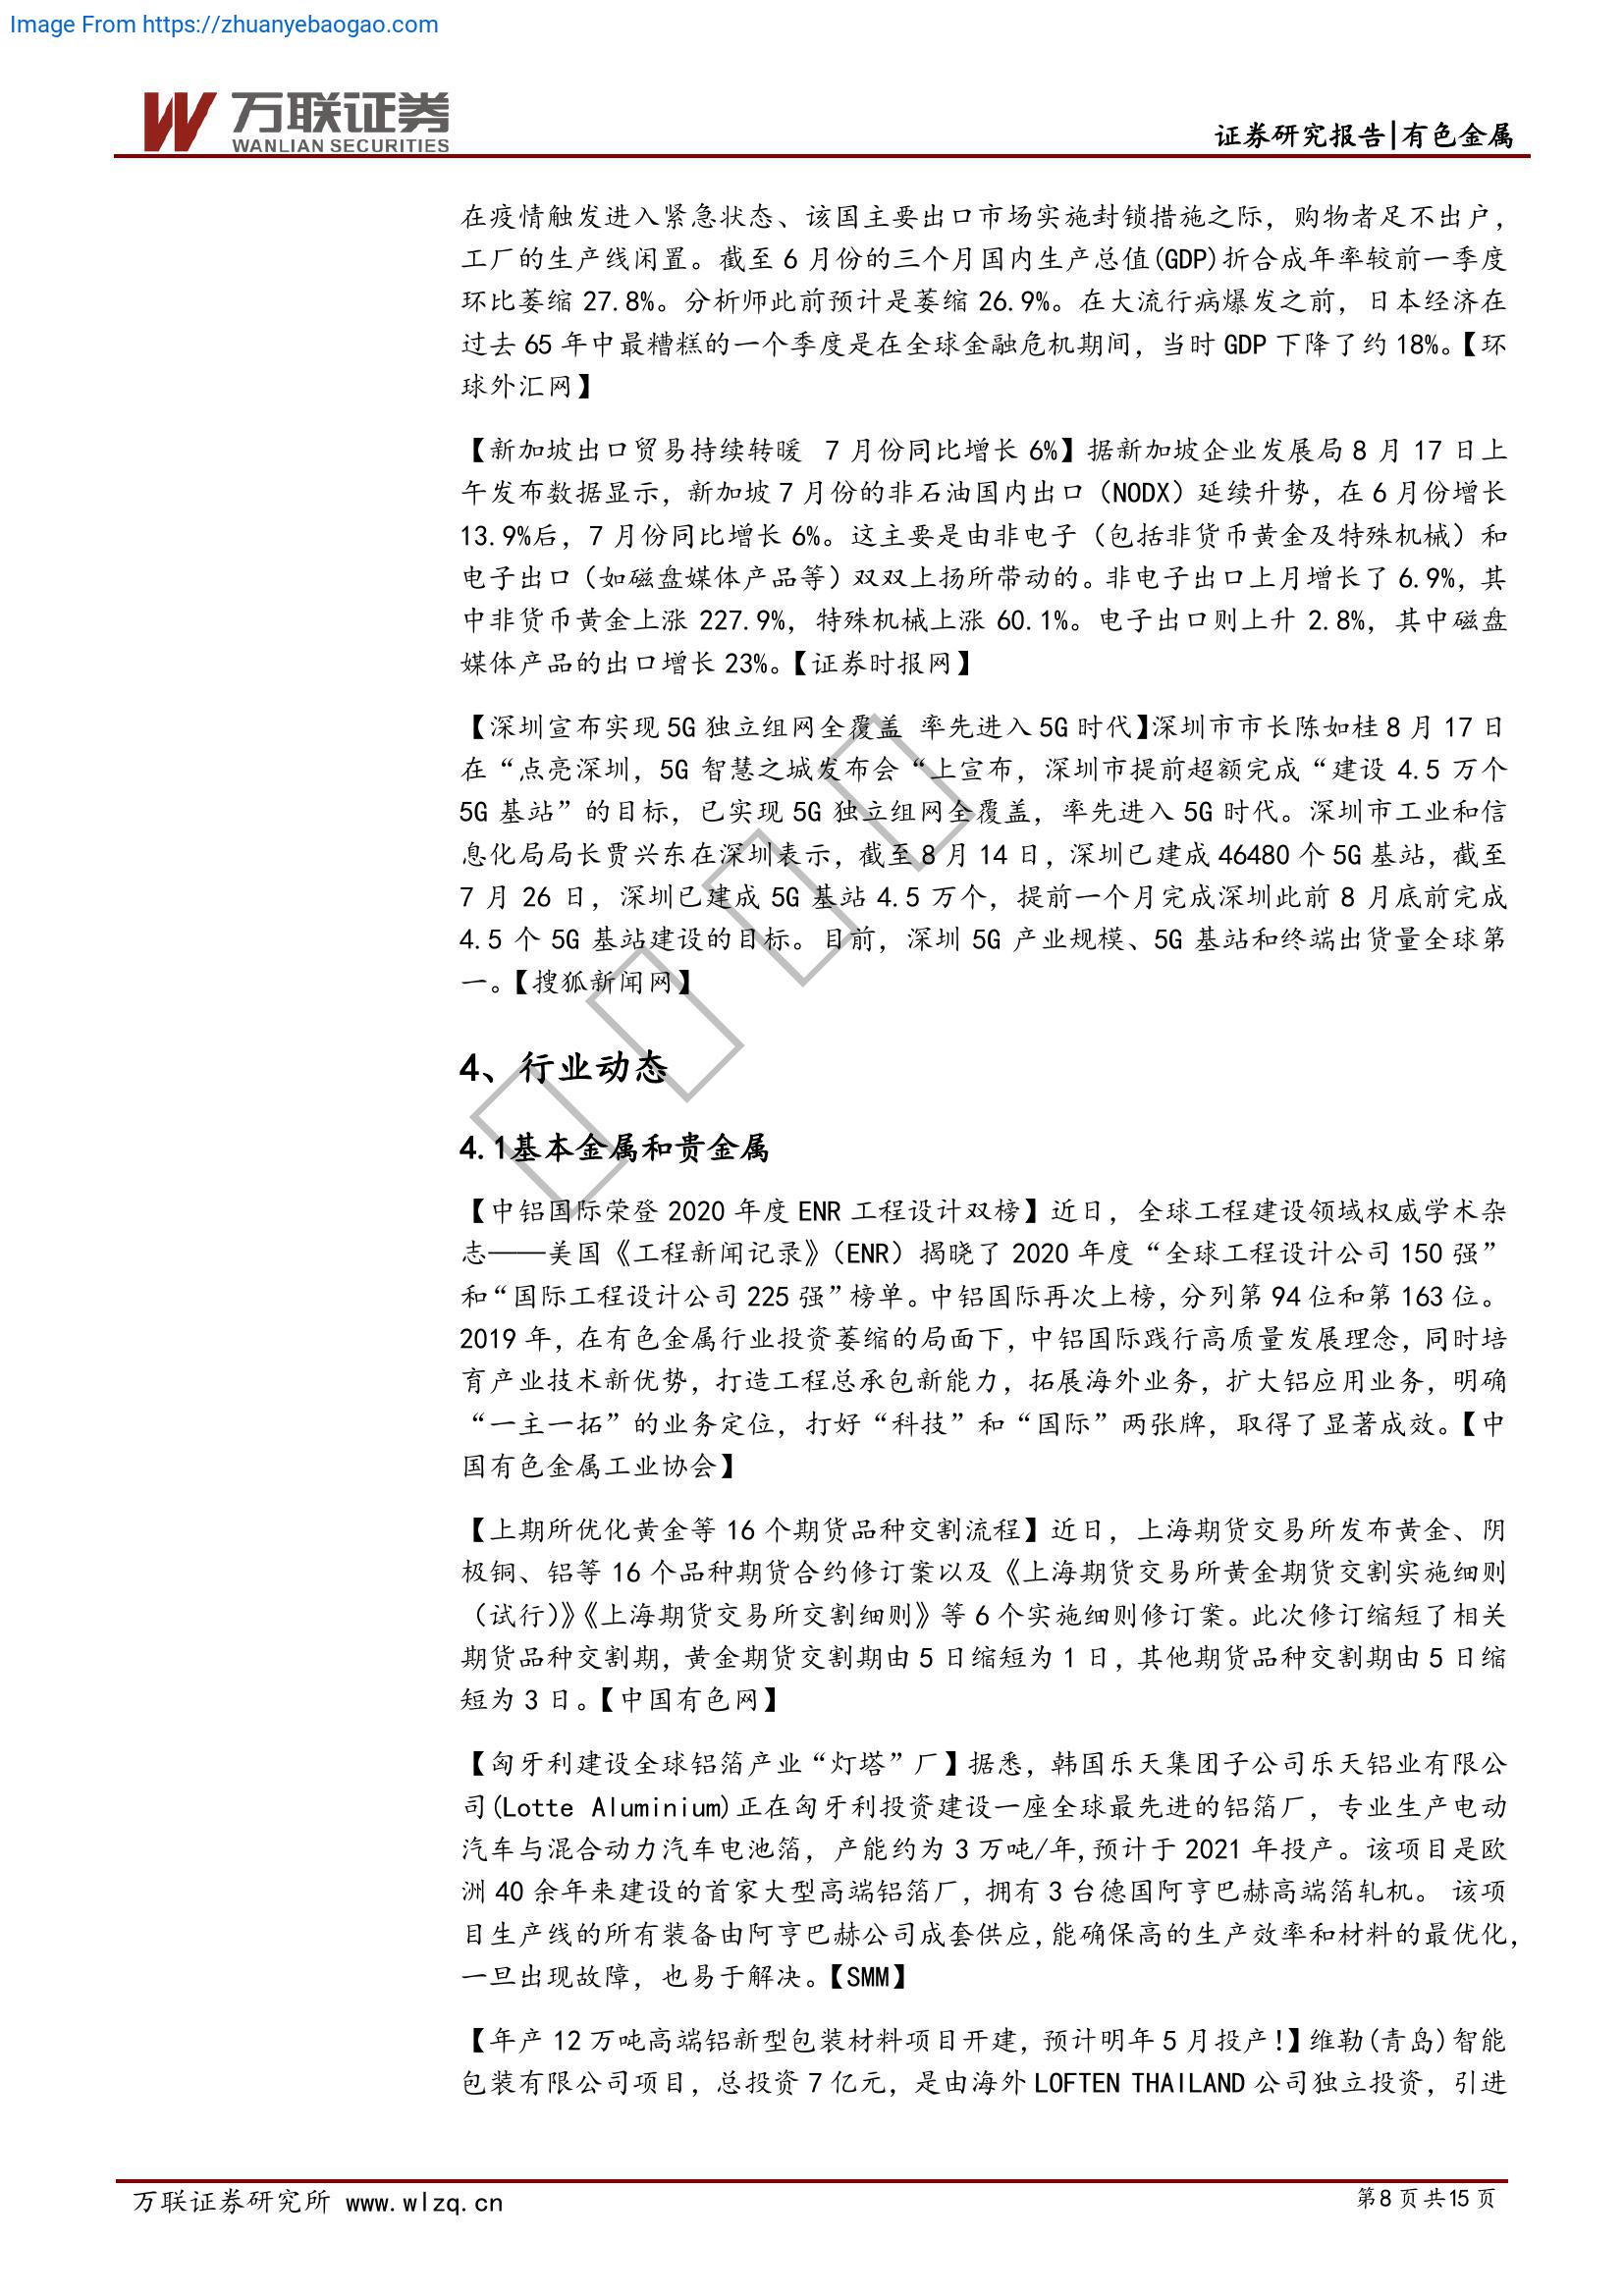 Image From https://zhuanyebaogao.com
万联证券
WANLIAN SECURITIES
证券研究报告|有色金属
在疫情触发进入紧急状态、该国主要出口市场实施封锁措施之际，购物者足不出户，
工厂的生产线闲置。截至 6 月份的三个月国内生产总值(GDP)折合成年率较前一季度
环比萎缩 27.8%。分析师此前预计是萎缩 26.9%。在大流行病爆发之前，日本经济在
过去 65 年中最糟糕的一个季度是在全球金融危机期间，当时 GDP 下降了约 18%。【环
球外汇网】
【新加坡出口贸易持续转暖 7 月份同比增长 6%】据新加坡企业发展局 8 月 17 日上
午发布数据显示，新加坡 7 月份的非石油国内出口（NODX）延续升势，在 6 月份增长
13.9%后，7 月份同比增长 6%。这主要是由非电子（包括非货币黄金及特殊机械）和
电子出口（如磁盘媒体产品等）双双上扬所带动的。非电子出口上月增长了 6.9%，其
中非货币黄金上涨 227.9%，特殊机械上涨 60.1%。电子出口则上升 2.8%，其中磁盘
媒体产品的出口增长 23%。【证券时报网】
【深圳宣布实现 5G 独立组网全覆盖 率先进入 5G 时代】深圳市市长陈如桂 8 月 17 日
在“点亮深圳，5G 智慧之城发布会“上宣布，深圳市提前超额完成“建设 4.5 万个
5G 基站”的目标，已实现 5G 独立组网全覆盖，率先进入 5G 时代。深圳市工业和信
息化局局长贾兴东在深圳表示，截至 8 月 14 日，深圳已建成 46480 个 5G 基站，截至
7 月 26 日，深圳已建成 5G 基站 4.5 万个，提前一个月完成深圳此前 8 月底前完成
4.5 个 5G 基站建设的目标。目前，深圳 5G 产业规模、5G 基站和终端出货量全球第
一。【搜狐新闻网】
4、行业动态
4.1基本金属和贵金属
【中铝国际荣登 2020 年度 ENR 工程设计双榜】近日，全球工程建设领域权威学术杂
志——美国《工程新闻记录》（ENR）揭晓了 2020 年度“全球工程设计公司 150 强”
和“国际工程设计公司 225 强”榜单。中铝国际再次上榜，分列第 94 位和第 163 位。
2019 年，在有色金属行业投资萎缩的局面下，中铝国际践行高质量发展理念，同时培
育产业技术新优势，打造工程总承包新能力，拓展海外业务，扩大铝应用业务，明确
“一主一拓”的业务定位，打好“科技”和“国际”两张牌，取得了显著成效。【中
国有色金属工业协会】
【上期所优化黄金等 16 个期货品种交割流程】近日，上海期货交易所发布黄金、阴
极铜、铝等 16 个品种期货合约修订案以及《上海期货交易所黄金期货交割实施细则
（试行）》《上海期货交易所交割细则》等 6 个实施细则修订案。此次修订缩短了相关
期货品种交割期，黄金期货交割期由 5 日缩短为 1 日，其他期货品种交割期由 5 日缩
短为 3 日。【中国有色网】
【匈牙利建设全球铝箔产业“灯塔”厂】据悉，韩国乐天集团子公司乐天铝业有限公
司(Lotte Aluminium)正在匈牙利投资建设一座全球最先进的铝箔厂，专业生产电动
汽车与混合动力汽车电池箔，产能约为 3 万吨/年,预计于 2021 年投产。该项目是欧
洲 40 余年来建设的首家大型高端铝箔厂，拥有 3 台德国阿亨巴赫高端箔轧机。 该项
目生产线的所有装备由阿亨巴赫公司成套供应,能确保高的生产效率和材料的最优化，
一旦出现故障，也易于解决。【SMM】
【年产 12 万吨高端铝新型包装材料项目开建，预计明年 5 月投产!】维勒(青岛)智能
包装有限公司项目，总投资 7 亿元，是由海外 LOFTEN THAILAND 公司独立投资，引进
万联证券研究所 www.wlzq.cn
第 8 页 共 15 页